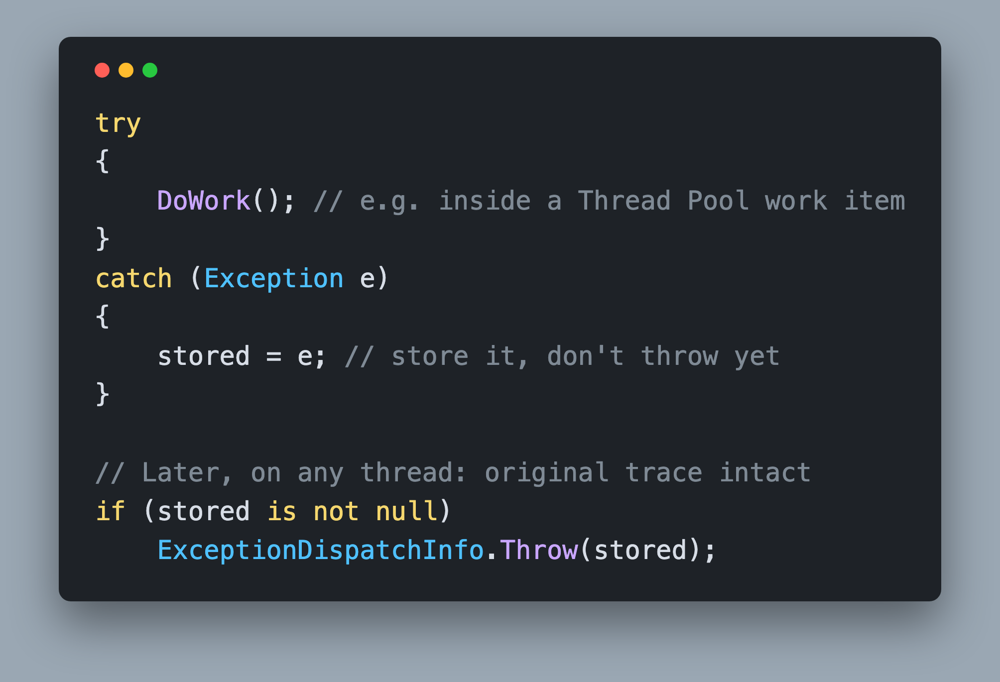 try
{
    DoWork(); // e.g. inside a Thread Pool work item
}
catch (Exception e)
{
    stored = e; // store it, don't throw yet
}

// Later, on any thread: original trace intact
if (stored is not null)
    ExceptionDispatchInfo.Throw(stored);